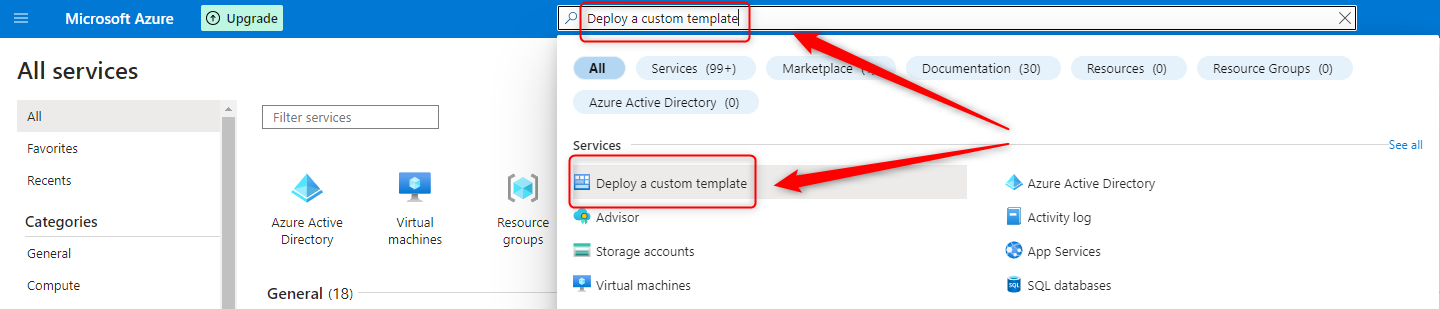 Microsoft Azure
Upgrade
Deploy a custom template
All services
All
Favorites
Recents
Categories
General
Compute
Filter services
Azure Active
Directory
Virtual
machines
Resource
groups
General (18)
All
Services (99+)
Marketplace
Documentation (30)
Resources (0)
Resource Groups (0)
Azure Active Directory (0)
Services
See all
Deploy a custom template
Azure Active Directory
Advisor
Activity log
Storage accounts
App Services
Virtual machines
SQL databases